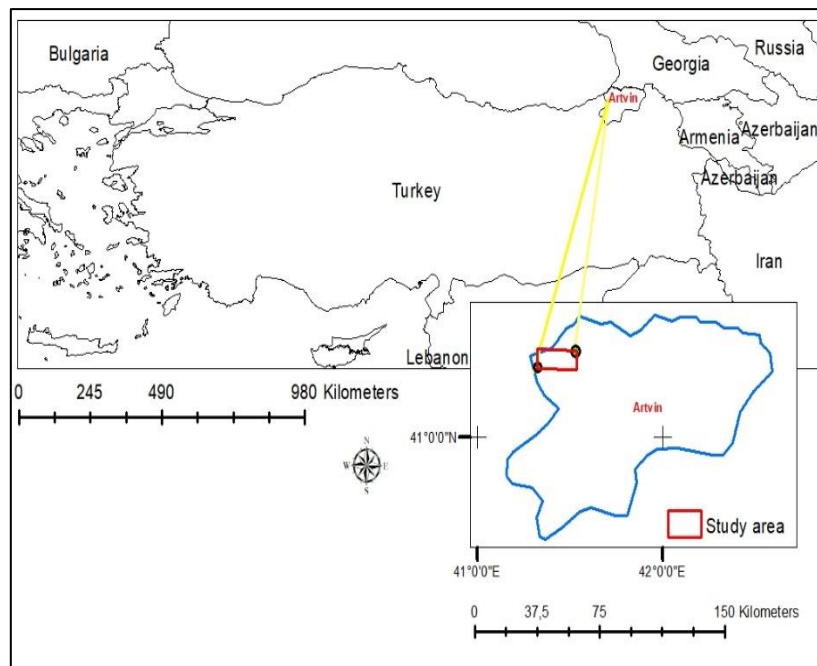 Bulgaria
Russia
Georgia
Artvin
Armenia
Azerbaijan
Azerbaijan
Turkey
Iran
Lebanon
0 245 490 980 Kilometers
N
W E
S
Artvin
41°0'0"N
Study area
41°0'0"E 42°0'0"E
0 37,5 75 150 Kilometers